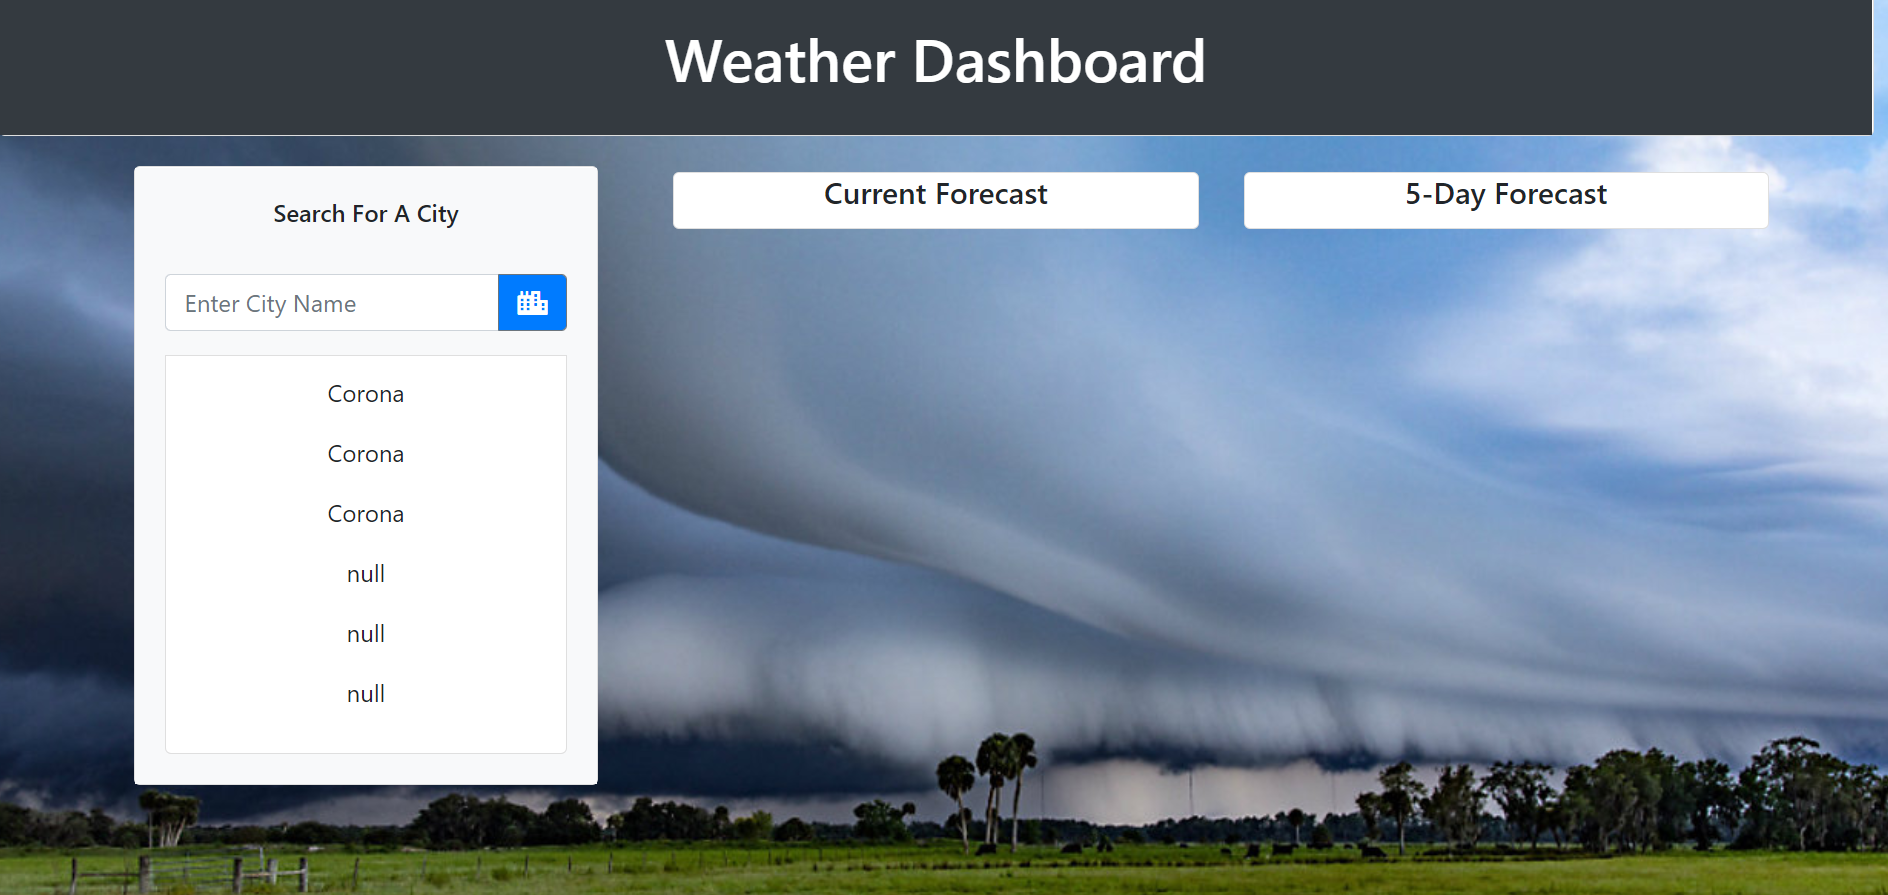 Weather Dashboard
Search For A City
Enter City Name
Corona
Corona
Corona
null
null
null
Current Forecast
5-Day Forecast